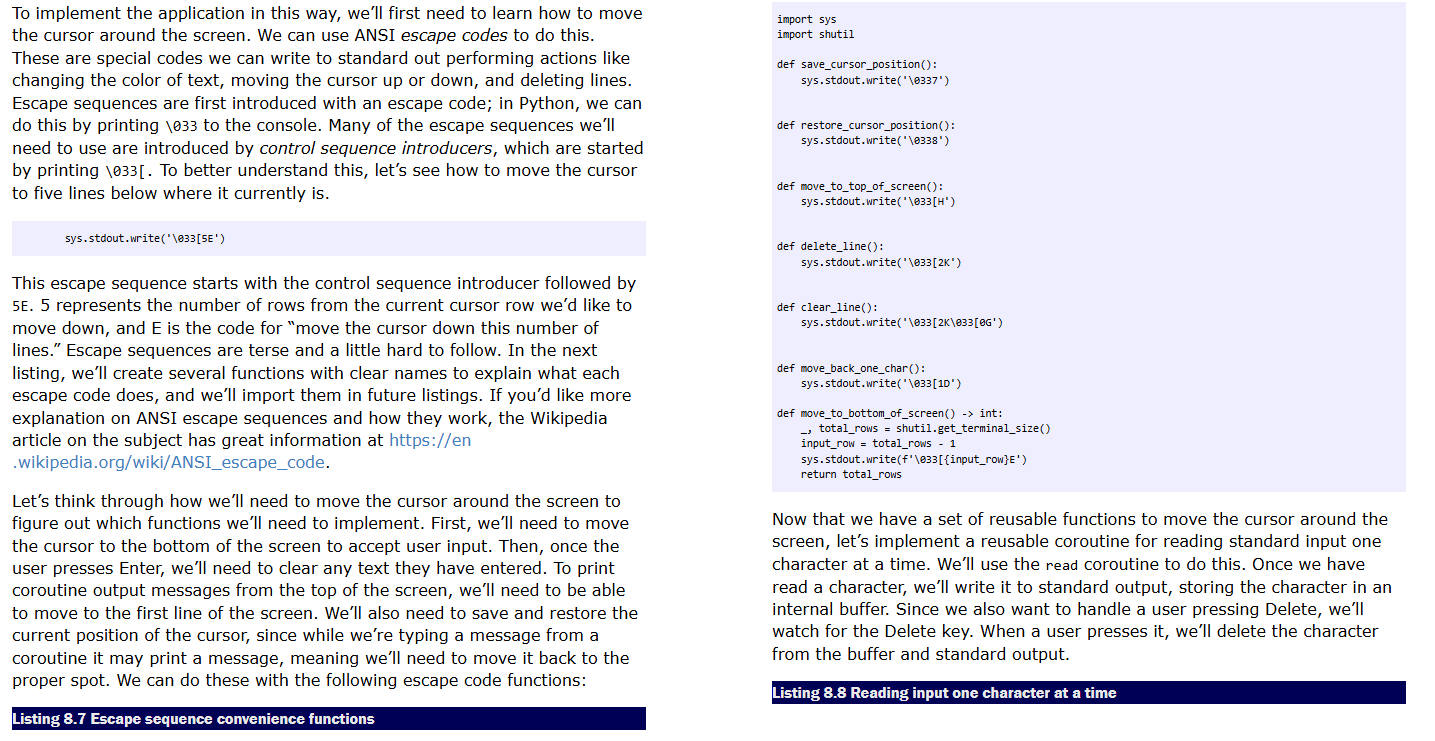 To implement the application in this way, we’ll first need to learn how to move
the cursor around the screen. We can use ANSI escape codes to do this.
These are special codes we can write to standard out performing actions like
changing the color of text, moving the cursor up or down, and deleting lines.
Escape sequences are first introduced with an escape code; in Python, we can
do this by printing \033 to the console. Many of the escape sequences we’ll
need to use are introduced by control sequence introducers, which are started
by printing \033[. To better understand this, let’s see how to move the cursor
to five lines below where it currently is.
sys.stdout.write('\033[5E')
This escape sequence starts with the control sequence introducer followed by
5E. 5 represents the number of rows from the current cursor row we’d like to
move down, and E is the code for “move the cursor down this number of
lines.” Escape sequences are terse and a little hard to follow. In the next
listing, we’ll create several functions with clear names to explain what each
escape code does, and we’ll import them in future listings. If you’d like more
explanation on ANSI escape sequences and how they work, the Wikipedia
article on the subject has great information at https://en
.wikipedia.org/wiki/ANSI_escape_code.
Let’s think through how we’ll need to move the cursor around the screen to
figure out which functions we’ll need to implement. First, we’ll need to move
the cursor to the bottom of the screen to accept user input. Then, once the
user presses Enter, we’ll need to clear any text they have entered. To print
coroutine output messages from the top of the screen, we’ll need to be able
to move to the first line of the screen. We’ll also need to save and restore the
current position of the cursor, since while we’re typing a message from a
coroutine it may print a message, meaning we’ll need to move it back to the
proper spot. We can do these with the following escape code functions:
Listing 8.7 Escape sequence convenience functions
import sys
import shutil
def save_cursor_position():
    sys.stdout.write('\0337')
def restore_cursor_position():
    sys.stdout.write('\0338')
def move_to_top_of_screen():
    sys.stdout.write('\033[H')
def delete_line():
    sys.stdout.write('\033[2K')
def clear_line():
    sys.stdout.write('\033[2K\033[0G')
def move_back_one_char():
    sys.stdout.write('\033[1D')
def move_to_bottom_of_screen() -> int:
    _, total_rows = shutil.get_terminal_size()
    input_row = total_rows - 1
    sys.stdout.write(f'\033[{input_row}E')
    return total_rows
Now that we have a set of reusable functions to move the cursor around the
screen, let’s implement a reusable coroutine for reading standard input one
character at a time. We’ll use the read coroutine to do this. Once we have
read a character, we’ll write it to standard output, storing the character in an
internal buffer. Since we also want to handle a user pressing Delete, we’ll
watch for the Delete key. When a user presses it, we’ll delete the character
from the buffer and standard output.
Listing 8.8 Reading input one character at a time